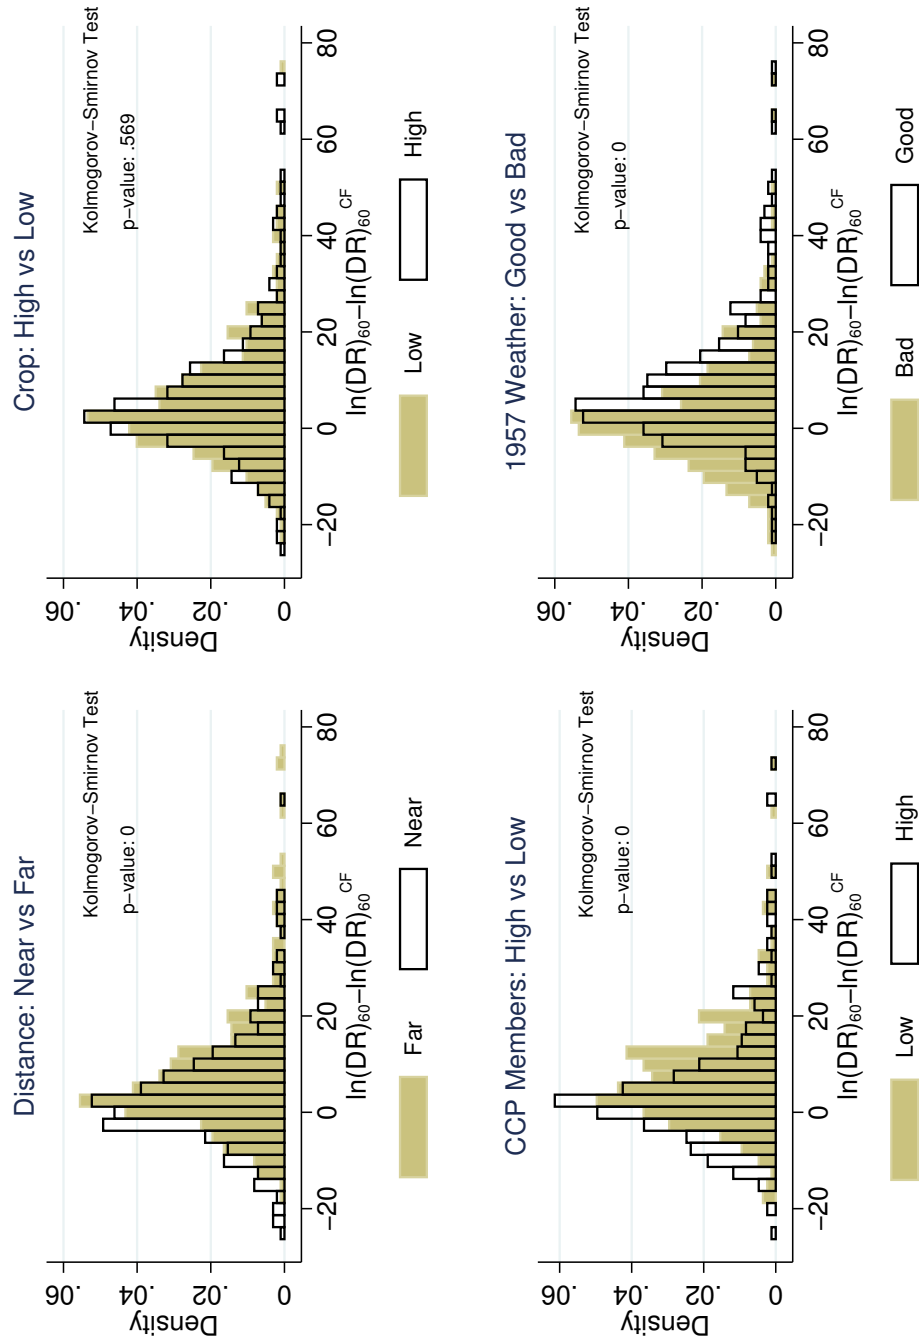 Distance: Near vs Far
Density
0 .02 .04 .06
Kolmogorov−Smirnov Test
p−value: 0
−20 0 20 40 60 80
ln(DR)60−ln(DR)60CF
Far Near
Crop: High vs Low
Density
0 .02 .04 .06
Kolmogorov−Smirnov Test
p−value: .569
−20 0 20 40 60 80
ln(DR)60−ln(DR)60CF
Low High
CCP Members: High vs Low
Density
0 .02 .04 .06
Kolmogorov−Smirnov Test
p−value: 0
−20 0 20 40 60 80
ln(DR)60−ln(DR)60CF
Low High
1957 Weather: Good vs Bad
Density
0 .02 .04 .06
Kolmogorov−Smirnov Test
p−value: 0
−20 0 20 40 60 80
ln(DR)60−ln(DR)60CF
Bad Good